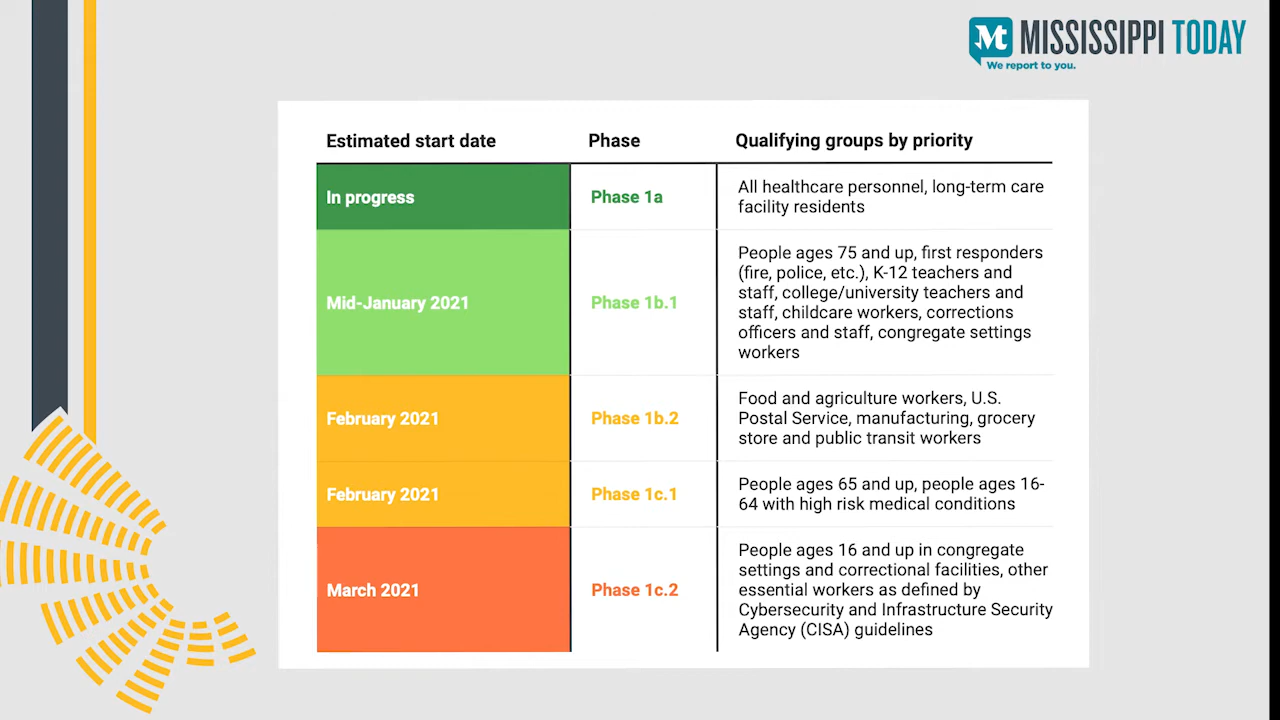 MISSISSIPPI TODAY
We report to you.
Estimated start date
Phase
Qualifying groups by priority
In progress
Phase 1a
All healthcare personnel, long-term care
facility residents
Mid-January 2021
Phase 1b.1
People ages 75 and up, first responders
(fire, police, etc.), K-12 teachers and
staff, college/university teachers and
staff, childcare workers, corrections
officers and staff, congregate settings
workers
February 2021
Phase 1b.2
Food and agriculture workers, U.S.
Postal Service, manufacturing, grocery
store and public transit workers
February 2021
Phase 1c.1
People ages 65 and up, people ages 16-
64 with high risk medical conditions
March 2021
Phase 1c.2
People ages 16 and up in congregate
settings and correctional facilities, other
essential workers as defined by
Cybersecurity and Infrastructure Security
Agency (CISA) guidelines